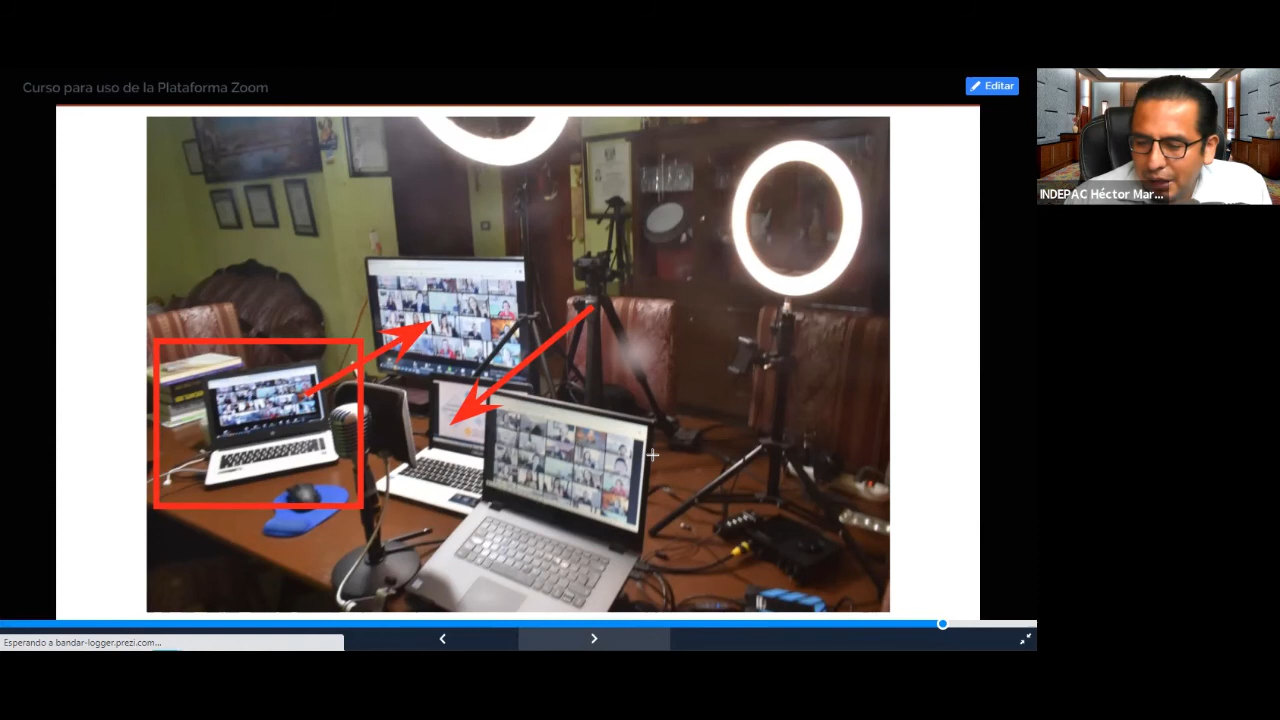 Curso para uso de la Plataforma Zoom
Editar
INDEPAC Héctor Mar...
Esperando a bandar-logger.prezi.com...